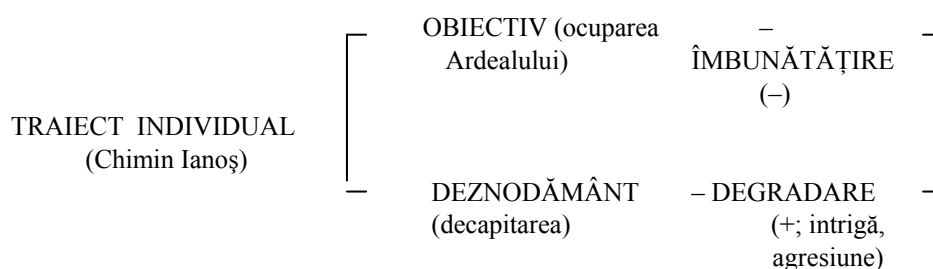 OBIECTIV (ocuparea
Ardealului)
–
ÎMBUNĂTĂȚIRE
(–)
–
TRAIECT INDIVIDUAL
(Chimin Ianoş)
DEZNODĂMÂNT
(decapitarea)
– DEGRADARE
(+; intrigă,
agresiune)
–